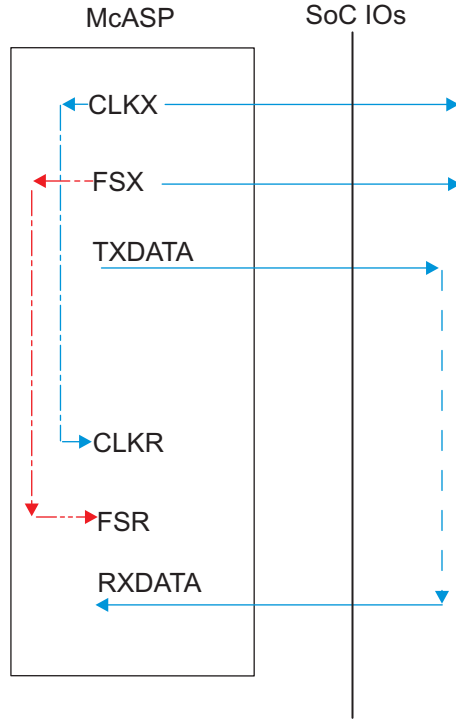 McASP
SoC IOs
CLKX
FSX
TXDATA
CLKR
FSR
RXDATA